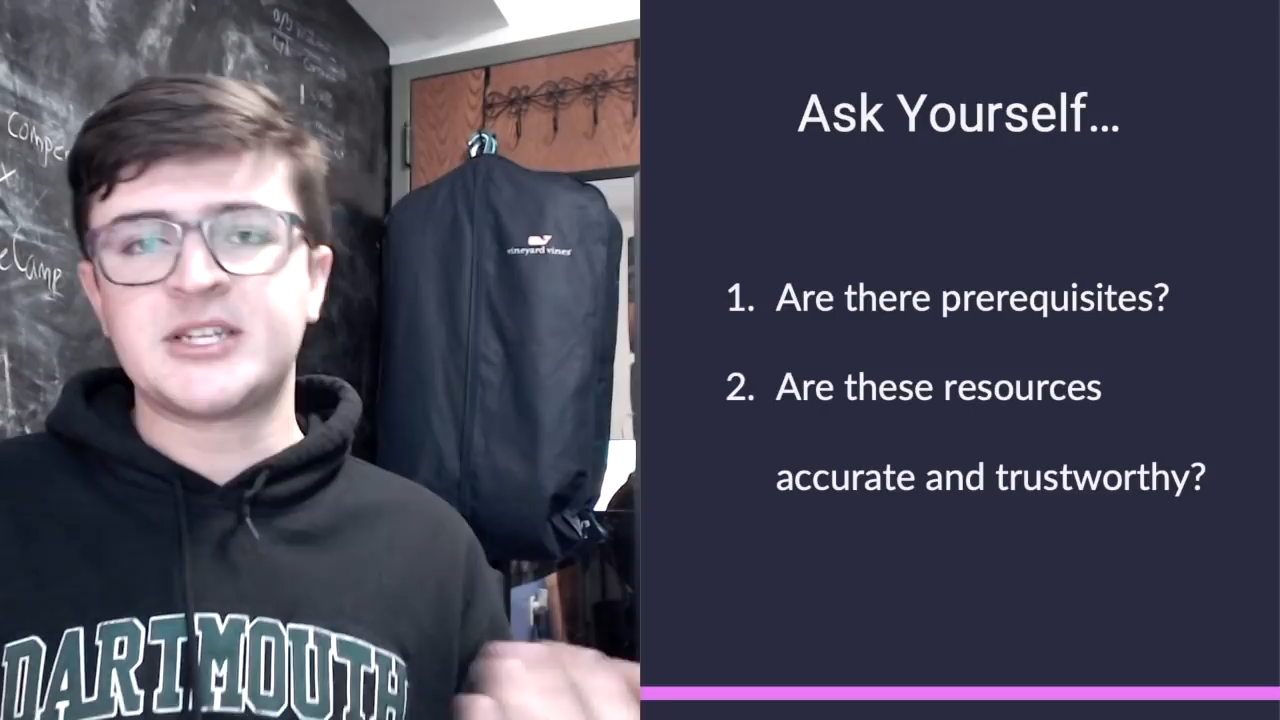 Ask Yourself...
1. Are there prerequisites?
2. Are these resources
accurate and trustworthy?
vineyard vines
DARTMOUTH